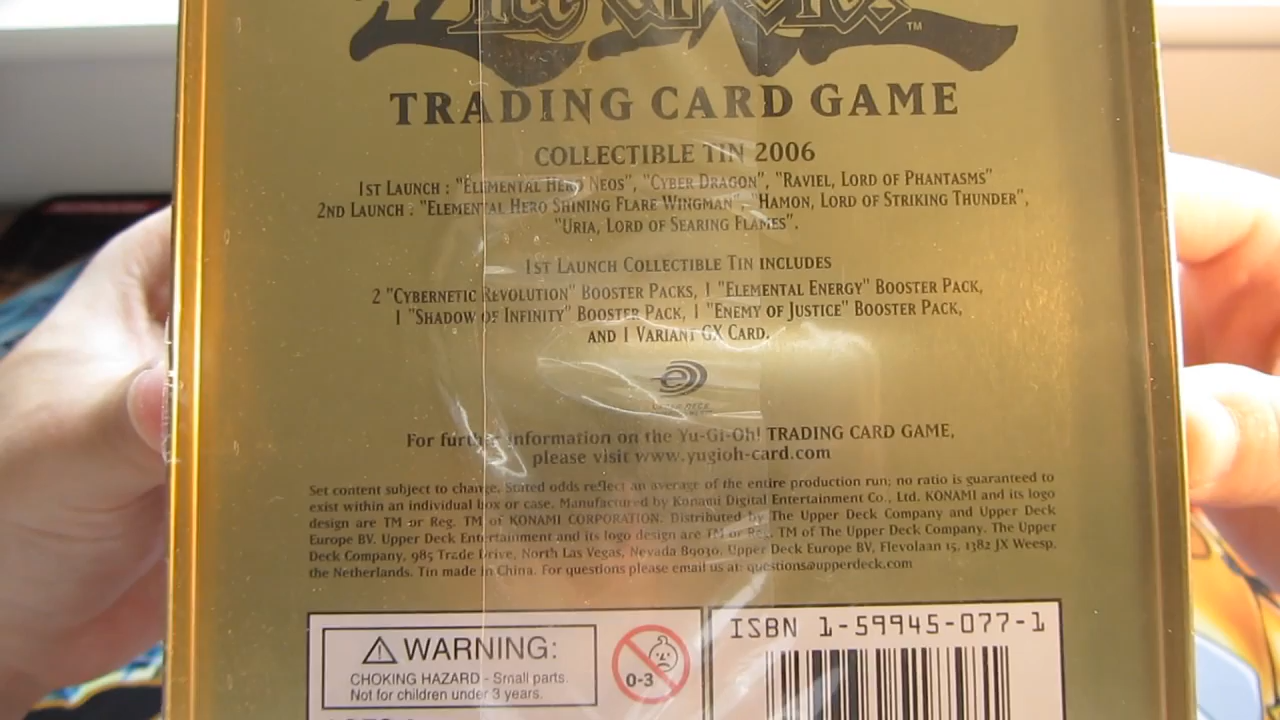 TM
TRADING CARD GAME
COLLECTIBLE TIN 2006
1ST LAUNCH : "ELEMENTAL HERO NEOS", "CYBER DRAGON", "RAVIEL, LORD OF PHANTASMS"
2ND LAUNCH : "ELEMENTAL HERO SHINING FLARE WINGMAN", "HAMON, LORD OF STRIKING THUNDER",
"URIA, LORD OF SEARING FLAMES".
1ST LAUNCH COLLECTIBLE TIN INCLUDES
2 "CYBERNETIC REVOLUTION" BOOSTER PACKS, 1 "ELEMENTAL ENERGY" BOOSTER PACK,
1 "SHADOW OF INFINITY" BOOSTER PACK, 1 "ENEMY OF JUSTICE" BOOSTER PACK,
AND 1 VARIANT GX CARD.
UPPER DECK
For further information on the Yu-Gi-Oh! TRADING CARD GAME,
please visit www.yugioh-card.com
Set content subject to change. Stated odds reflect an average of the entire production run; no ratio is guaranteed to
exist within an individual box or case. Manufactured by Konami Digital Entertainment Co., Ltd. KONAMI and its logo
design are TM or Reg. TM of KONAMI CORPORATION. Distributed by The Upper Deck Company and Upper Deck
Europe BV. Upper Deck Entertainment and its logo design are TM or Reg. TM of The Upper Deck Company. The Upper
Deck Company, 985 Trade Drive, North Las Vegas, Nevada 89030. Upper Deck Europe BV, Flevolaan 15, 1382 JX Weesp,
the Netherlands. Tin made in China. For questions please email us at: questions@upperdeck.com
WARNING:
CHOKING HAZARD - Small parts.
Not for children under 3 years.
0-3
ISBN 1-59945-077-1